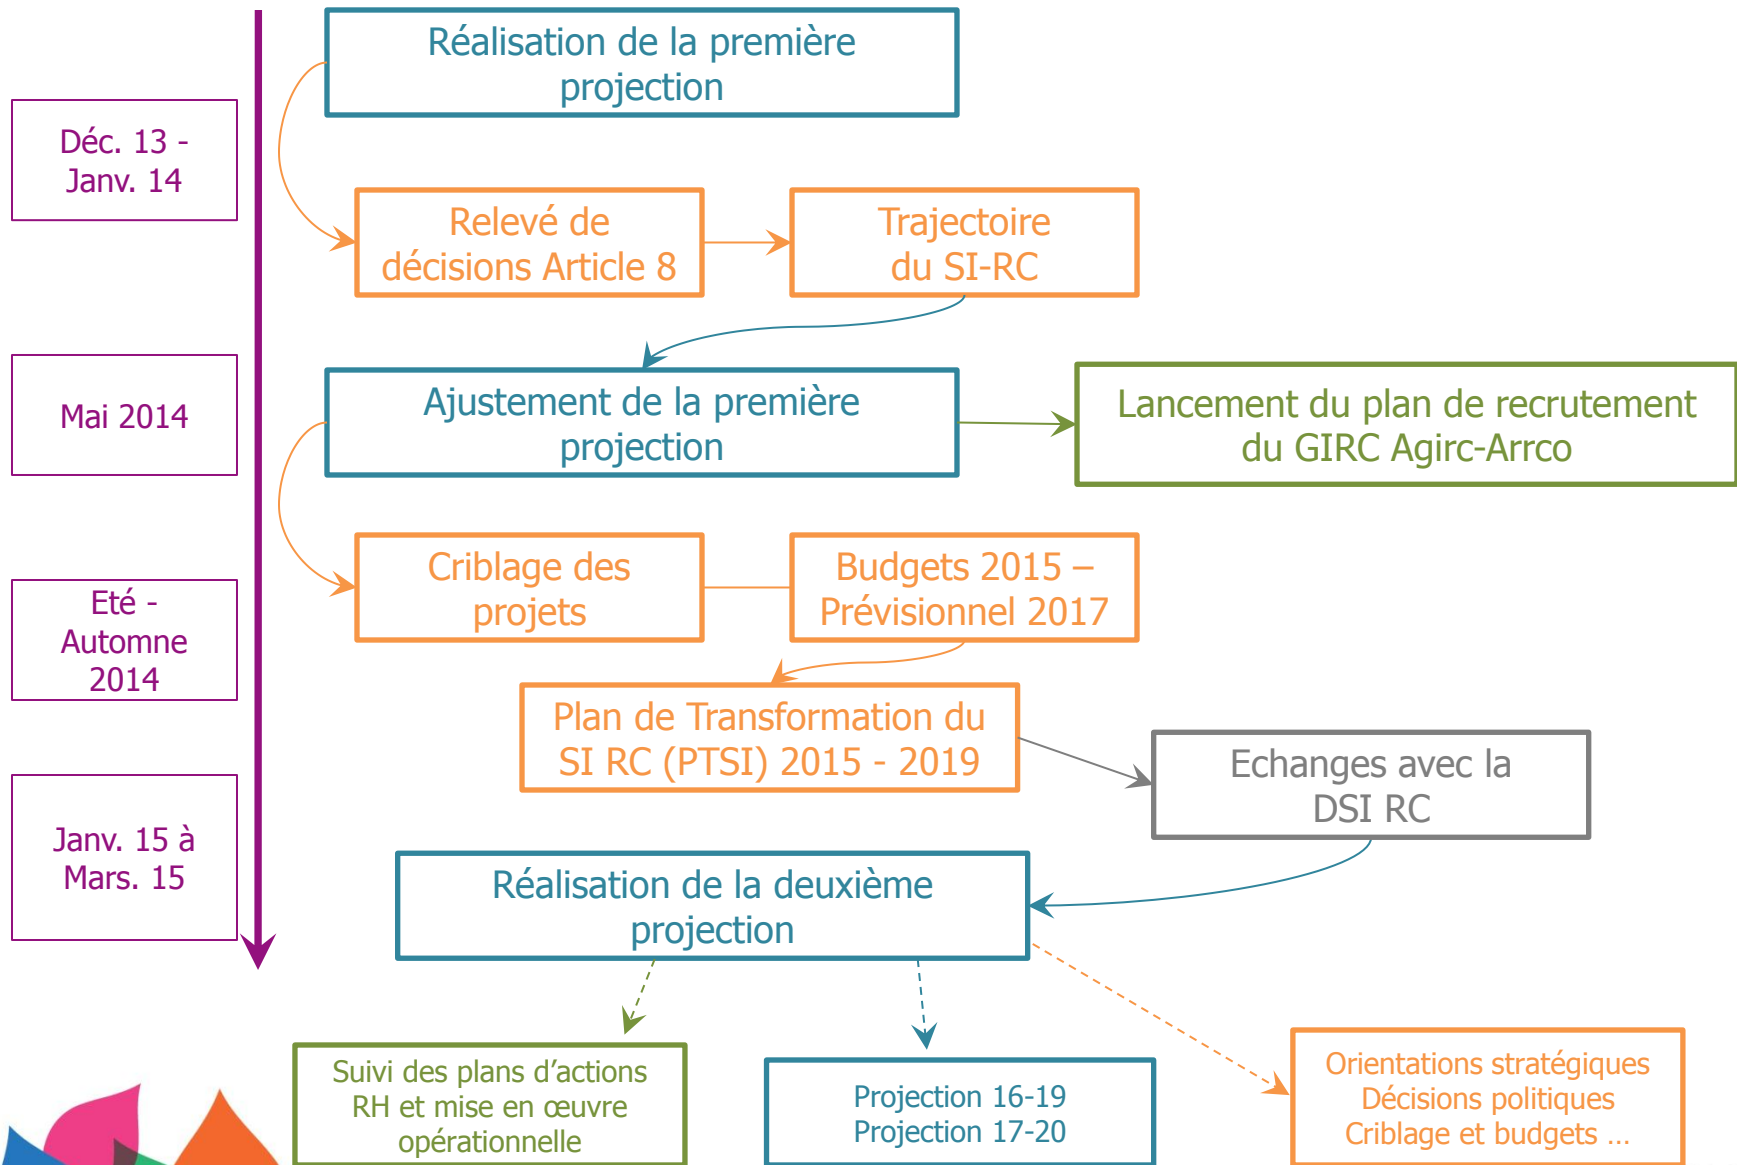 Réalisation de la première
projection
Déc. 13 -
Janv. 14
Relevé de
décisions Article 8
Trajectoire
du SI-RC
Mai 2014
Ajustement de la première
projection
Lancement du plan de recrutement
du GIRC Agirc-Arrco
Eté -
Automne
2014
Criblage des
projets
Budgets 2015 –
Prévisionnel 2017
Plan de Transformation du
SI RC (PTSI) 2015 - 2019
Echanges avec la
DSI RC
Janv. 15 à
Mars. 15
Réalisation de la deuxième
projection
Suivi des plans d’actions
RH et mise en œuvre
opérationnelle
Projection 16-19
Projection 17-20
Orientations stratégiques
Décisions politiques
Criblage et budgets …